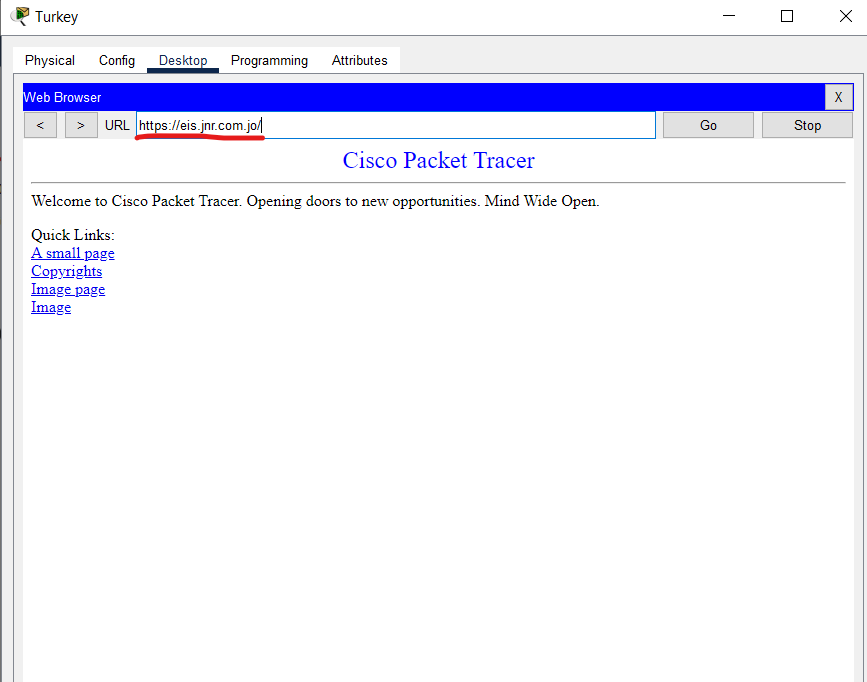 Turkey
Physical Config Desktop Programming Attributes
Web Browser X
< > URL https://eis.jnr.com.jo/ Go Stop
Cisco Packet Tracer
Welcome to Cisco Packet Tracer. Opening doors to new opportunities. Mind Wide Open.
Quick Links:
A small page
Copyrights
Image page
Image